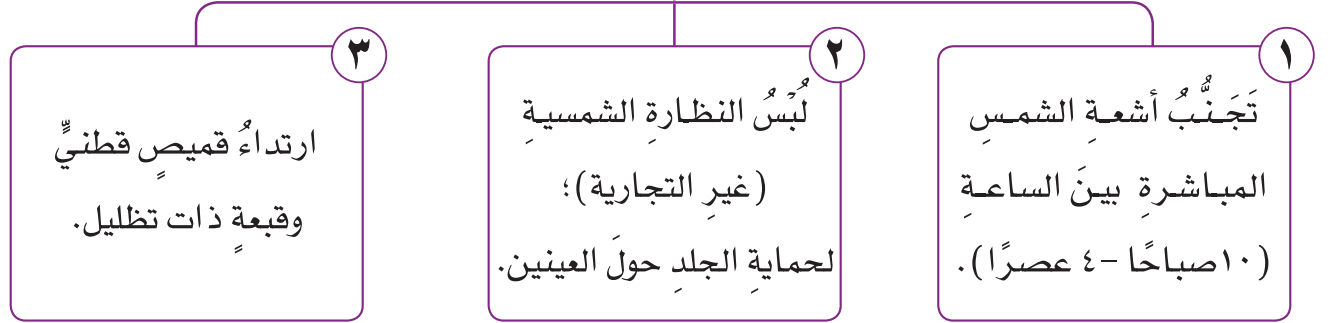 ١
تَجَنُّبُ أشعةِ الشمسِ
المباشرةِ بينَ الساعةِ
(١٠صباحًا –٤ عصرًا).
٢
لُبْسُ النظارةِ الشمسيةِ
(غيرِ التجارية)؛
لحمايةِ الجلدِ حولَ العينين.
٣
ارتداءُ قميصٍ قطنيٍّ
وقبعةٍ ذات تظليل.